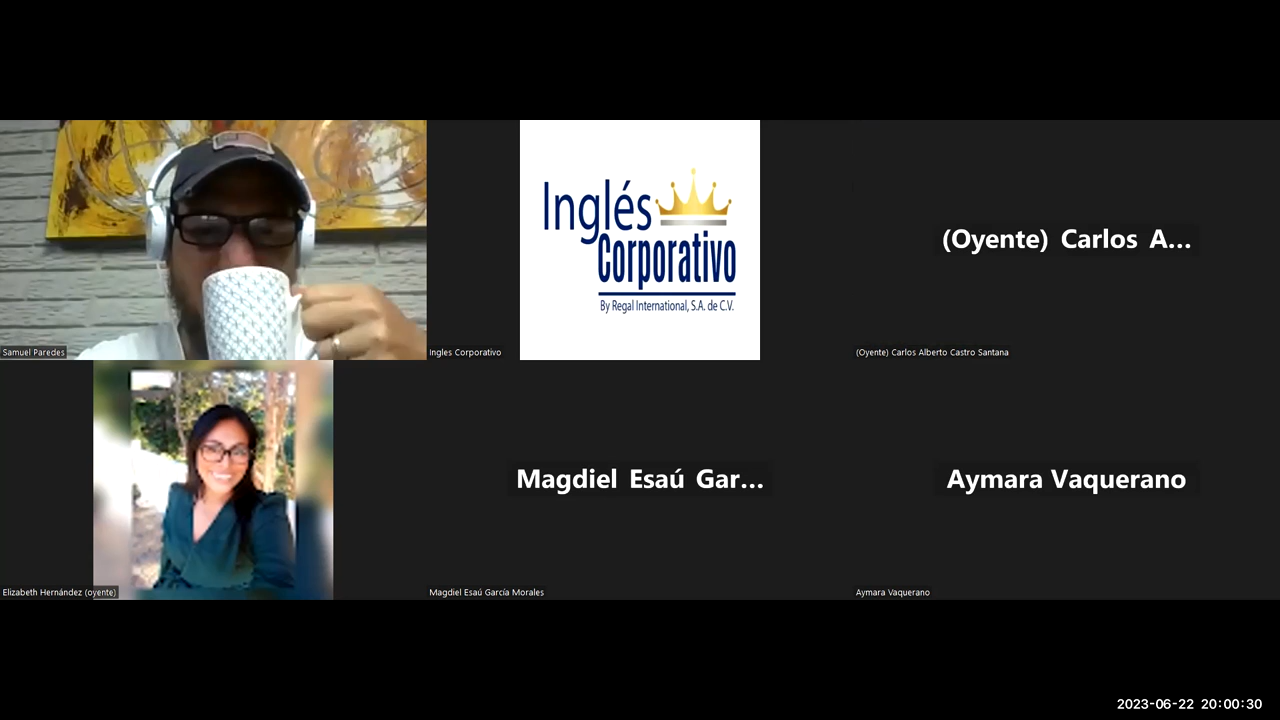 Inglés
Corporativo
By Regal International, S.A. de C.V.
(Oyente) Carlos A...
Samuel Paredes
Ingles Corporativo
(Oyente) Carlos Alberto Castro Santana
Magdiel Esaú Gar...
Aymara Vaquerano
Elizabeth Hernández (oyente)
Magdiel Esaú García Morales
Aymara Vaquerano
2023-06-22 20:00:30